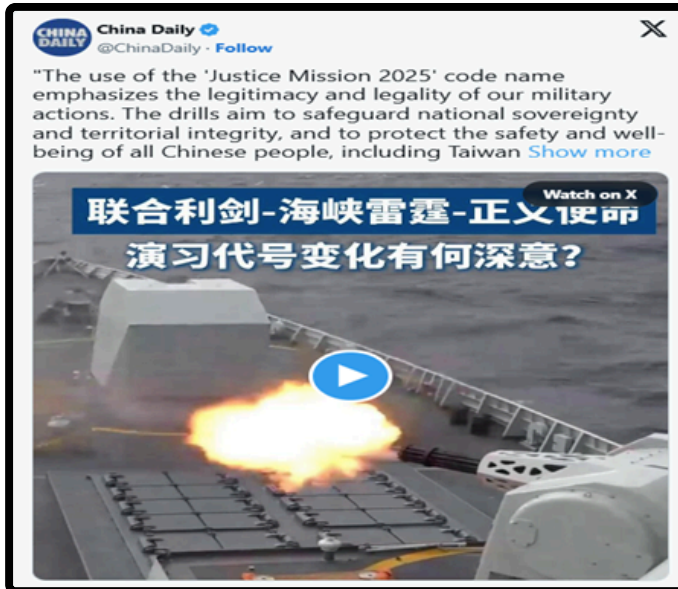 CHINA DAILY
China Daily
@ChinaDaily · Follow
"The use of the 'Justice Mission 2025' code name
emphasizes the legitimacy and legality of our military
actions. The drills aim to safeguard national sovereignty
and territorial integrity, and to protect the safety and well-
being of all Chinese people, including Taiwan Show more
Watch on X
联合利剑-海峡雷霆-正义使命
演习代号变化有何深意？